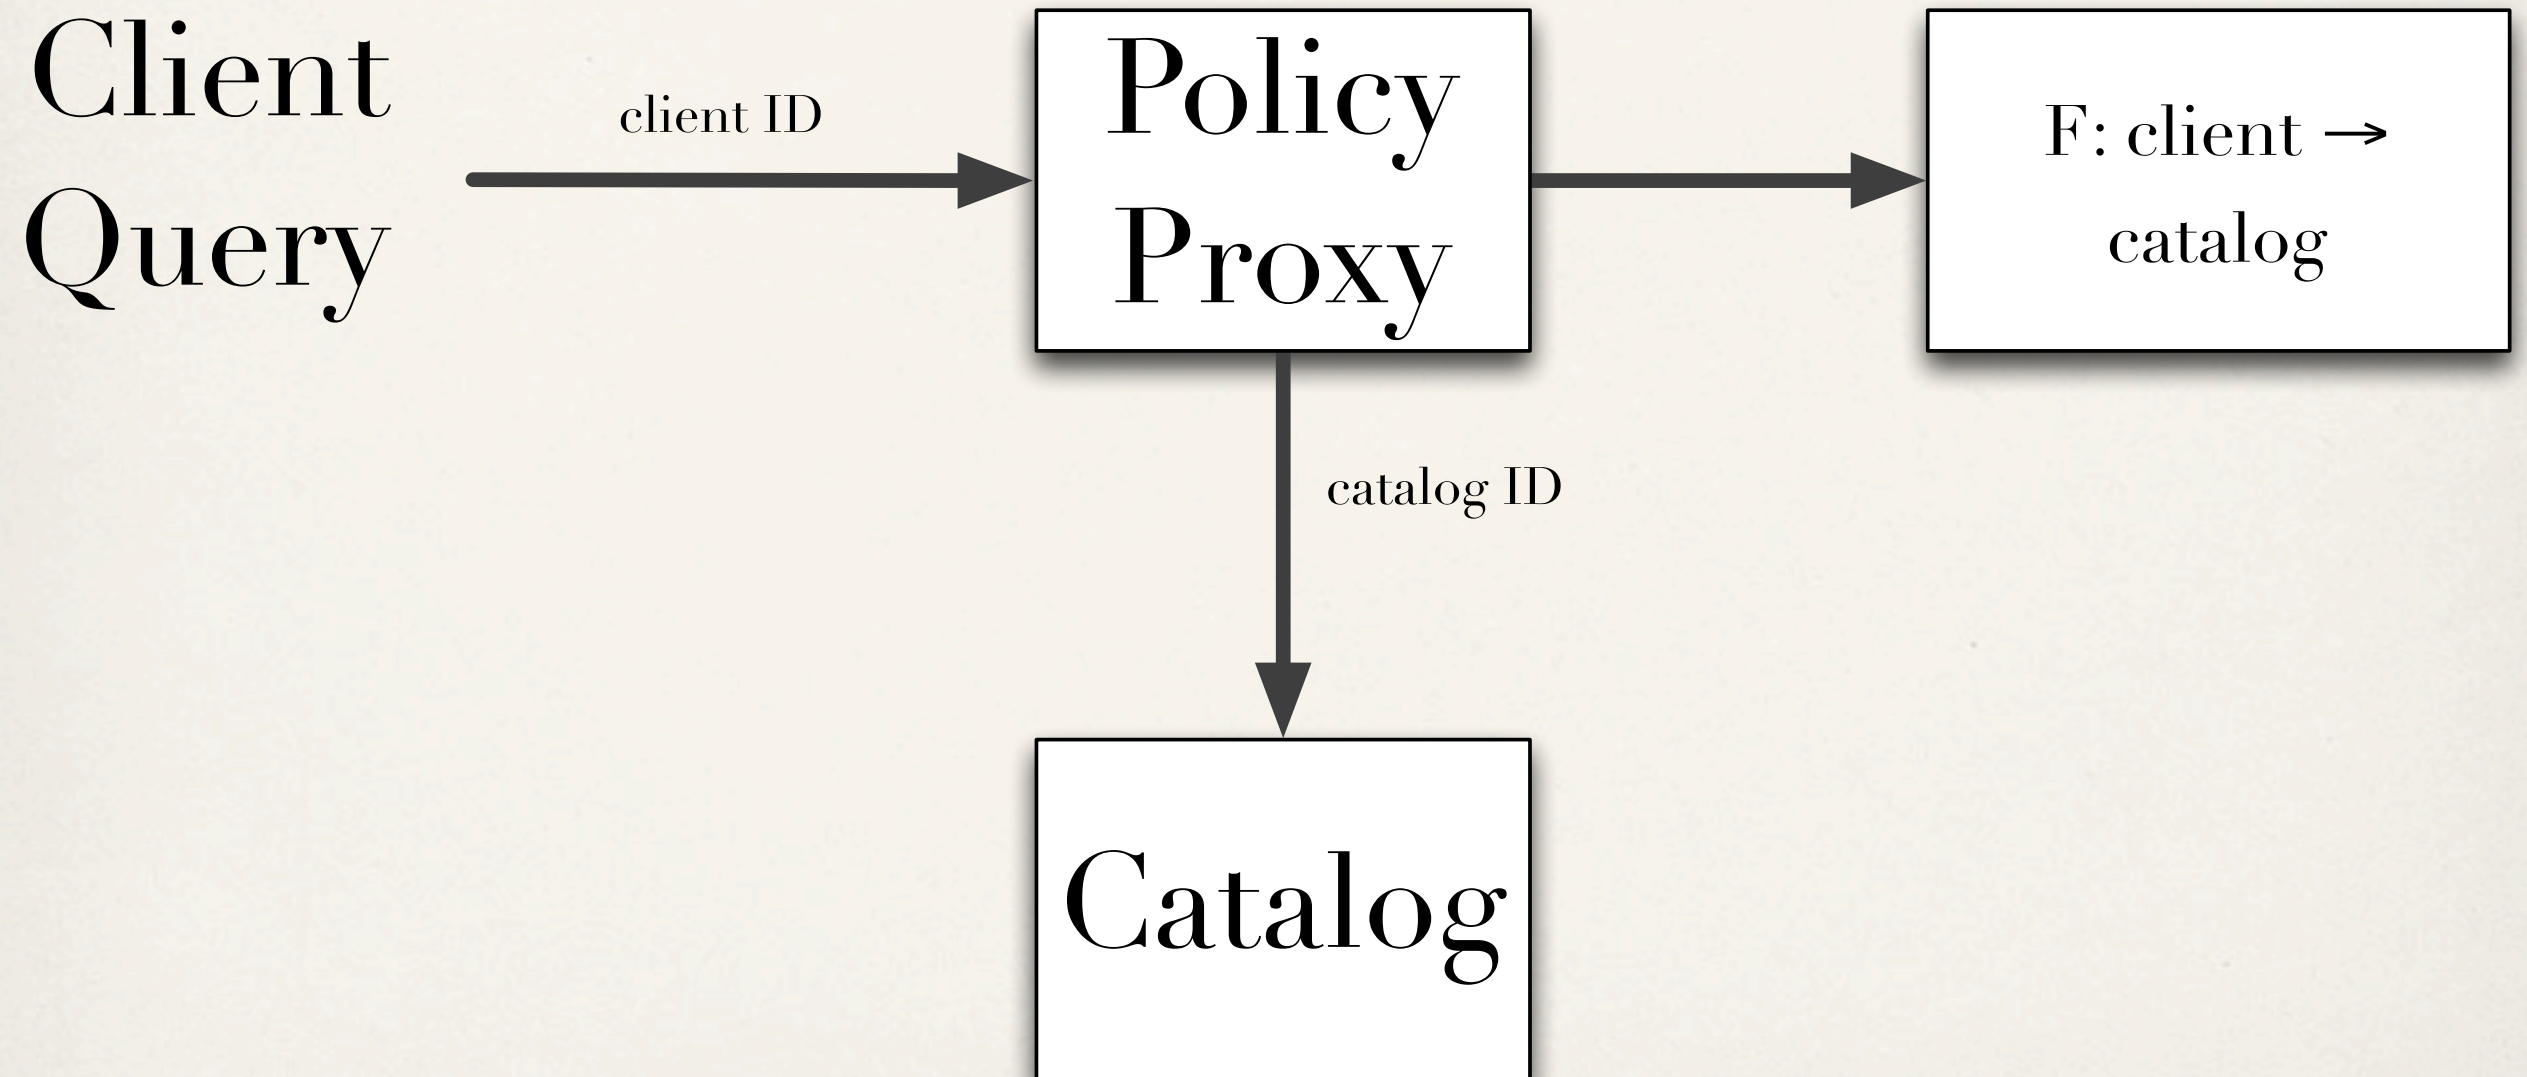 Client
Query
client ID
Policy
Proxy
F: client →
catalog
catalog ID
Catalog